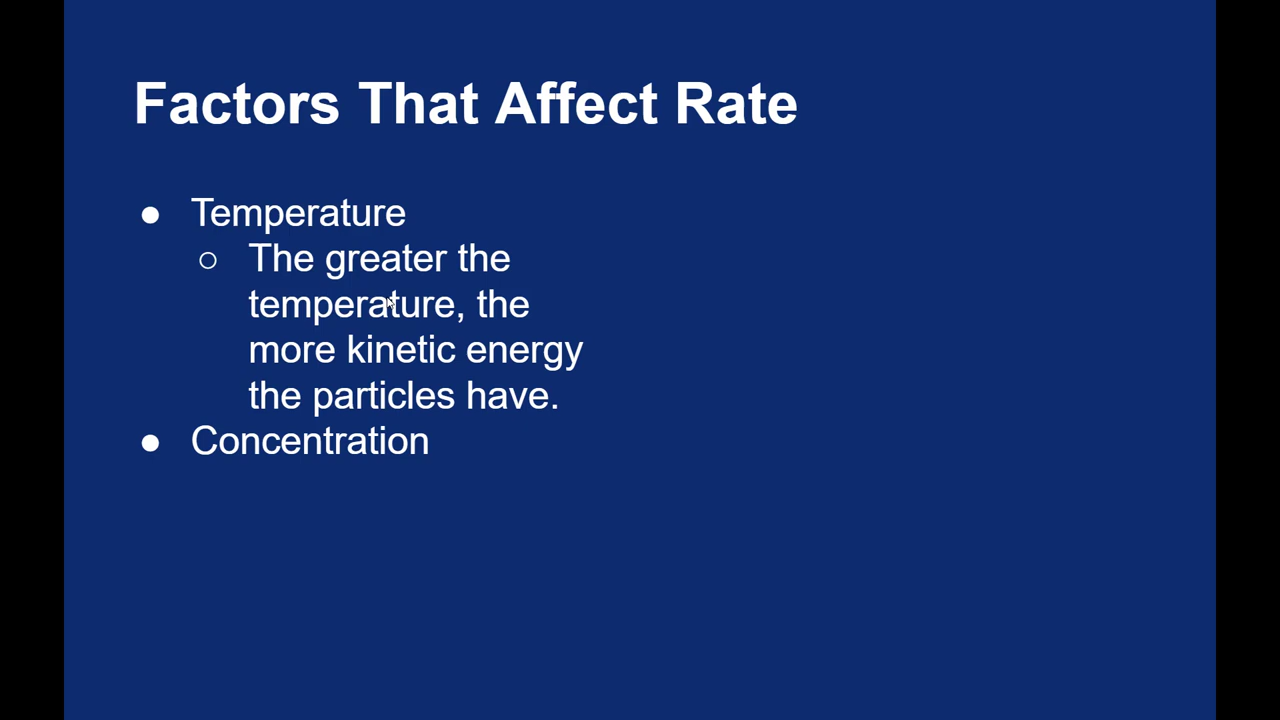 Factors That Affect Rate
● Temperature
○ The greater the
temperature, the
more kinetic energy
the particles have.
● Concentration